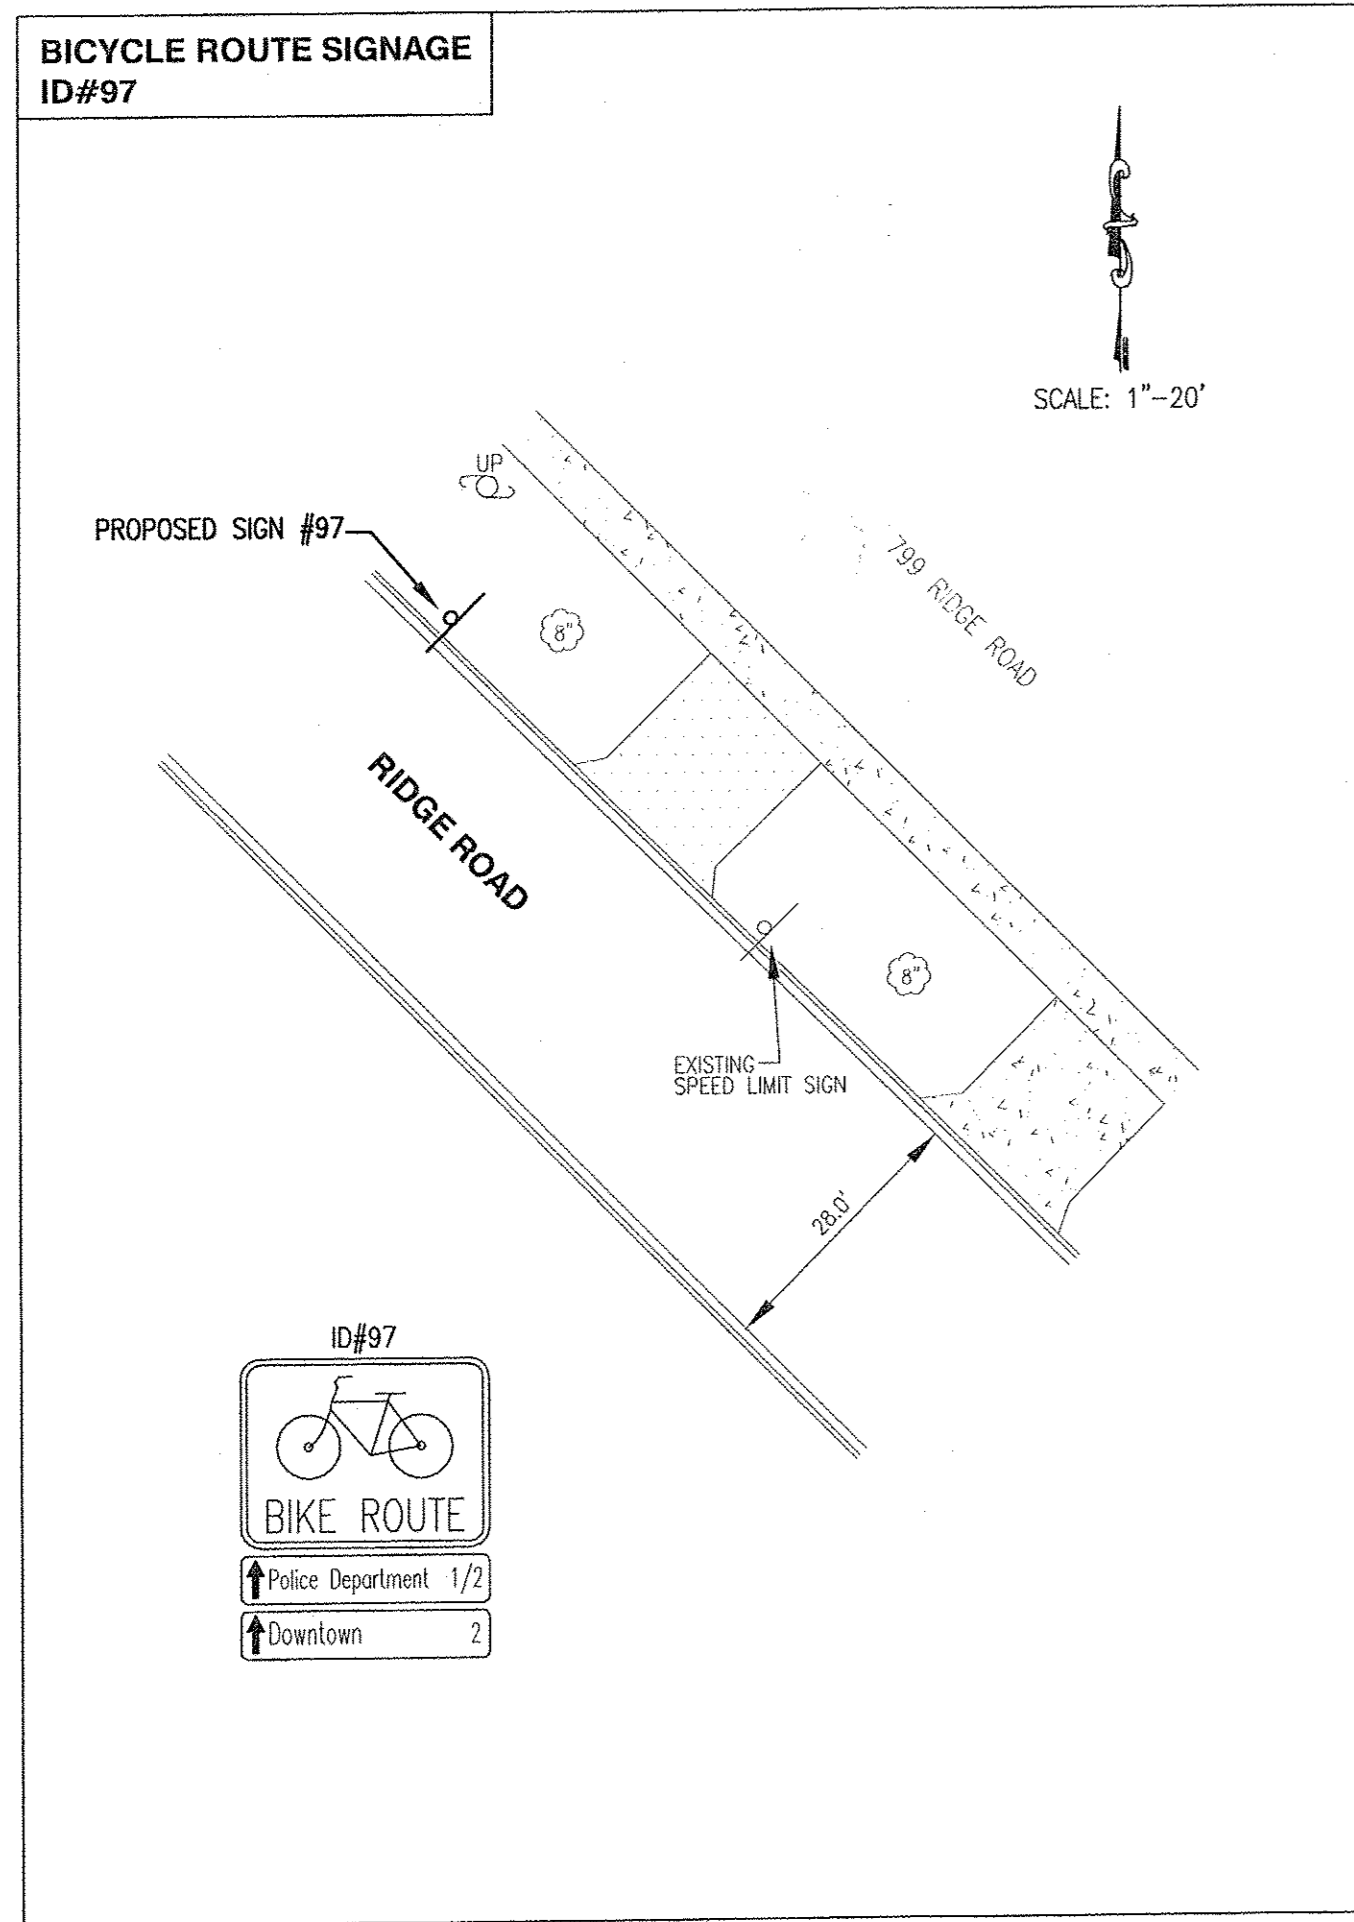 BICYCLE ROUTE SIGNAGE
ID#97
SCALE: 1"-20'
UP
PROPOSED SIGN #97
799 RIDGE ROAD
8"
RIDGE ROAD
8"
EXISTING
SPEED LIMIT SIGN
28.0'
ID#97
BIKE ROUTE
Police Department 1/2
Downtown 2